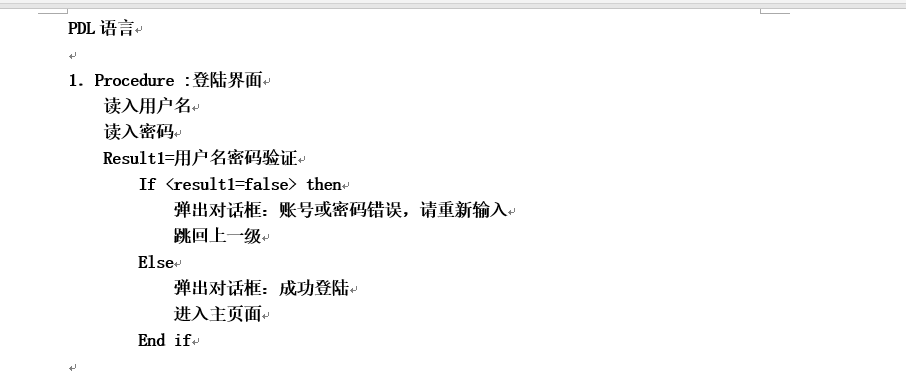 PDL 语言
1. Procedure :登陆界面
读入用户名
读入密码
Result1=用户名密码验证
If <result1=false> then
弹出对话框：账号或密码错误，请重新输入
跳回上一级
Else
弹出对话框：成功登陆
进入主页面
End if